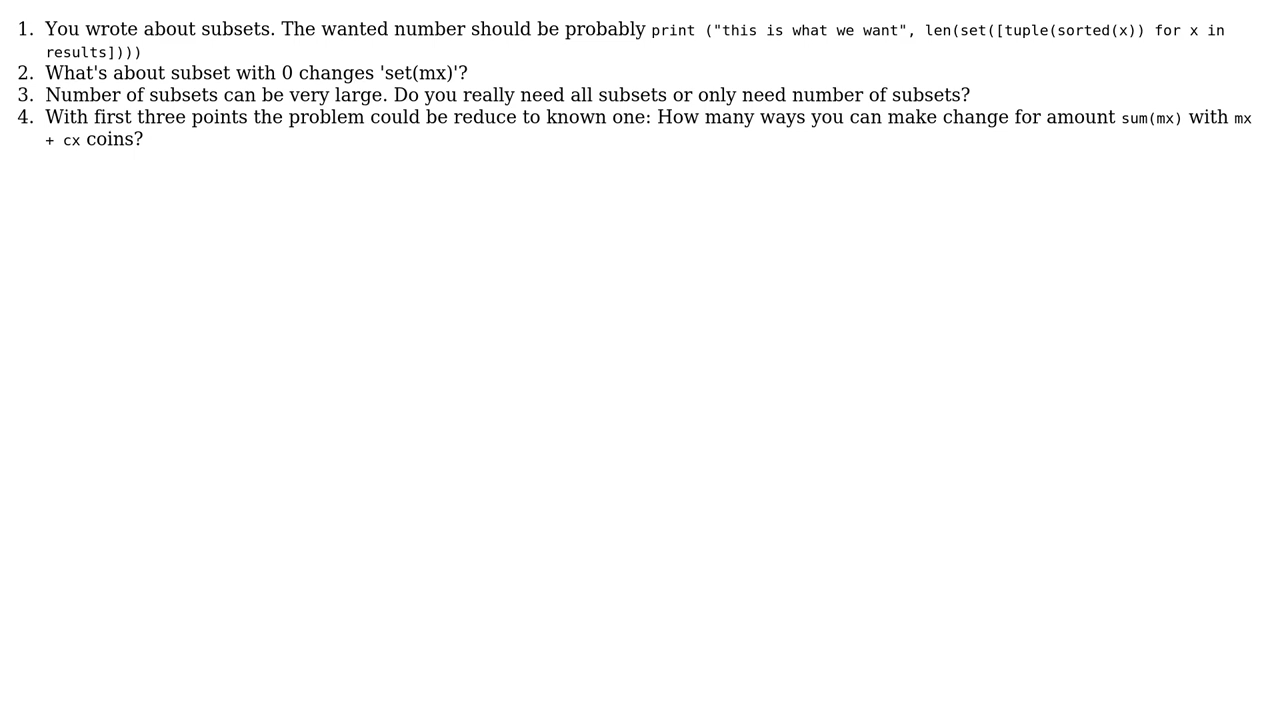 1. You wrote about subsets. The wanted number should be probably print ("this is what we want", len(set([tuple(sorted(x)) for x in
results])))
2. What's about subset with 0 changes 'set(mx)'?
3. Number of subsets can be very large. Do you really need all subsets or only need number of subsets?
4. With first three points the problem could be reduce to known one: How many ways you can make change for amount sum(mx) with mx
+ cx coins?